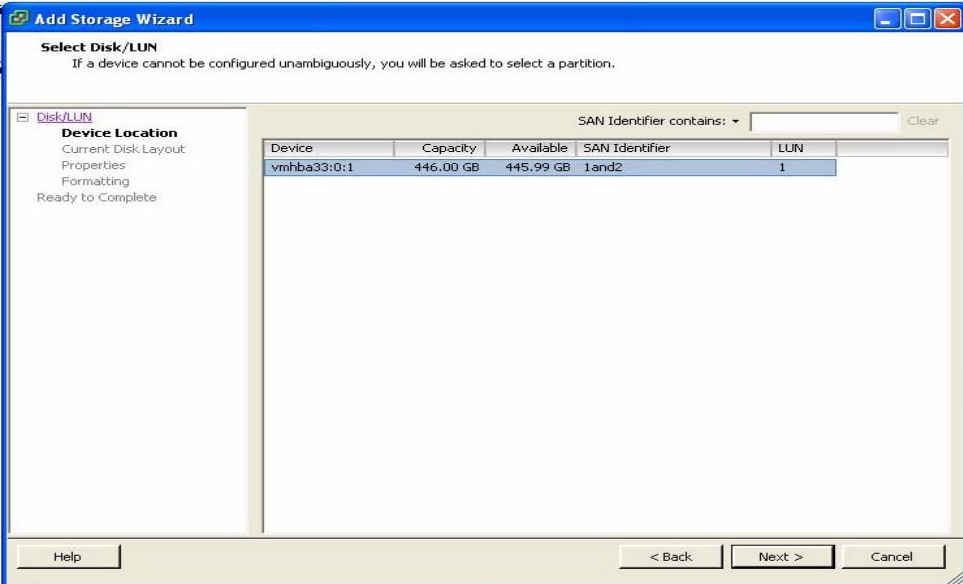 Add Storage Wizard
Select Disk/LUN
If a device cannot be configured unambiguously, you will be asked to select a partition.
Disk/LUN
Device Location
Current Disk Layout
Properties
Formatting
Ready to Complete
SAN Identifier contains: Clear
Device Capacity Available SAN Identifier LUN
vmhba33:0:1 446.00 GB 445.99 GB 1and2 1
Help < Back Next > Cancel